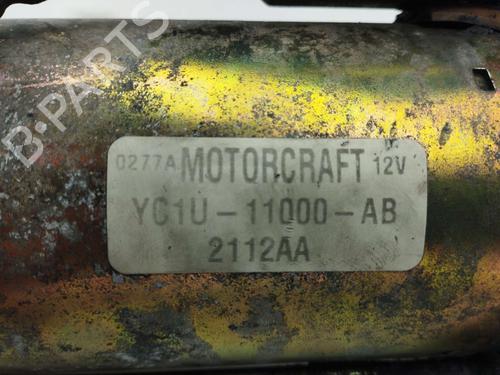 B-PARTS
0277A MOTORCRAFT 12V
YC1U-11000-AB
2112AA